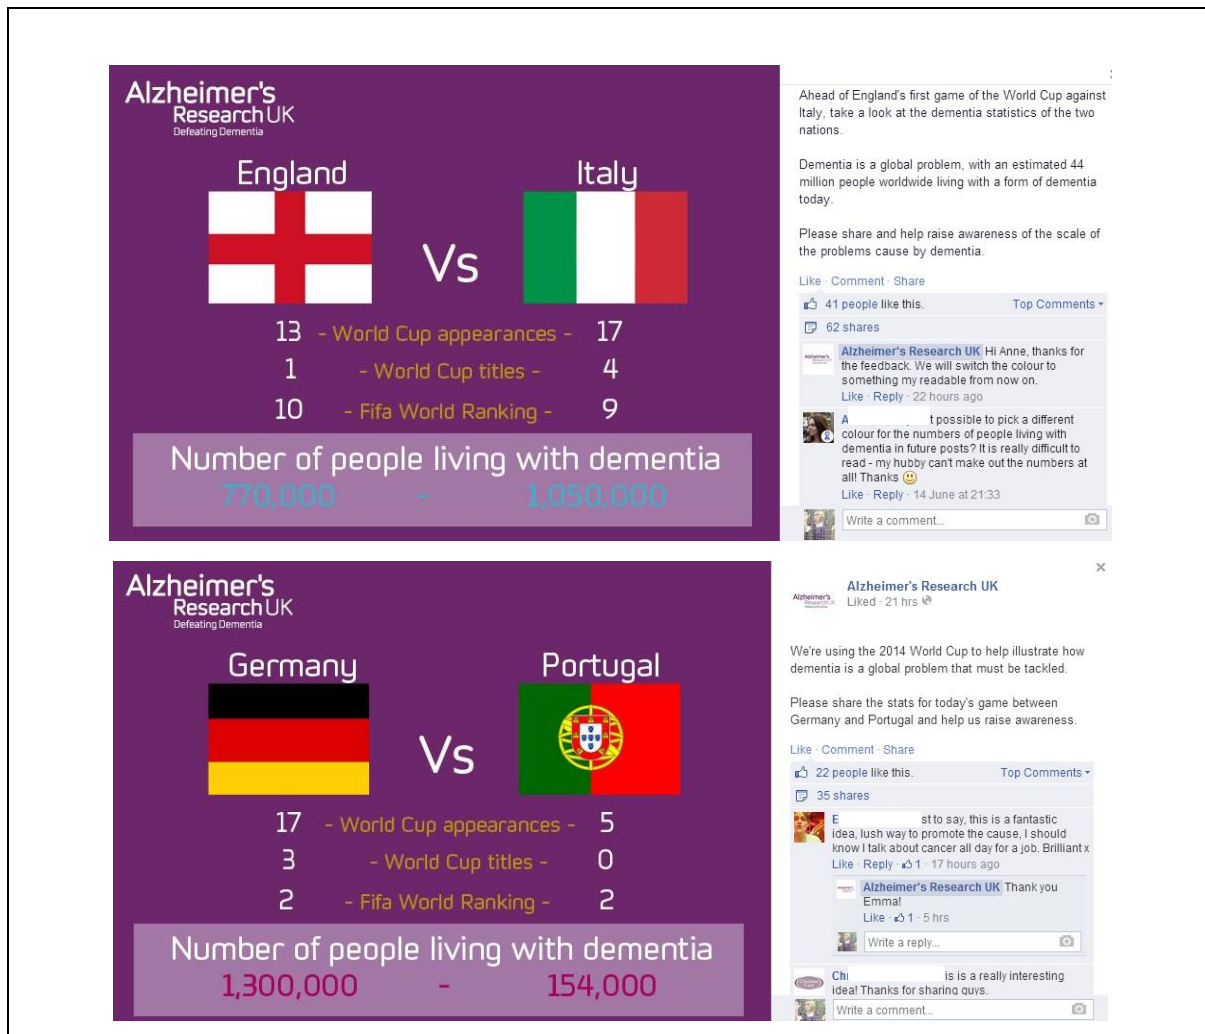 Alzheimer's
Research UK
Defeating Dementia
England Italy
Vs
13 - World Cup appearances - 17
1 - World Cup titles - 4
10 - Fifa World Ranking - 9
Number of people living with dementia
770,000 - 1,050,000
Ahead of England's first game of the World Cup against
Italy, take a look at the dementia statistics of the two
nations.
Dementia is a global problem, with an estimated 44
million people worldwide living with a form of dementia
today.
Please share and help raise awareness of the scale of
the problems cause by dementia.
Like · Comment · Share
41 people like this. Top Comments
62 shares
Alzheimer's Research UK Hi Anne, thanks for
the feedback. We will switch the colour to
something my readable from now on.
Like · Reply · 22 hours ago
A t possible to pick a different
colour for the numbers of people living with
dementia in future posts? It is really difficult to
read - my hubby can't make out the numbers at
all! Thanks
Like · Reply · 14 June at 21:33
Write a comment...
Alzheimer's
Research UK
Defeating Dementia
Germany Portugal
Vs
17 - World Cup appearances - 5
3 - World Cup titles - 0
2 - Fifa World Ranking - 2
Number of people living with dementia
1,300,000 - 154,000
Alzheimer's Research UK
Liked · 21 hrs
We're using the 2014 World Cup to help illustrate how
dementia is a global problem that must be tackled.
Please share the stats for today's game between
Germany and Portugal and help us raise awareness.
Like · Comment · Share
22 people like this. Top Comments
35 shares
E st to say, this is a fantastic
idea, lush way to promote the cause, I should
know I talk about cancer all day for a job. Brilliant x
Like · Reply · 1 · 17 hours ago
Alzheimer's Research UK Thank you
Emma!
Like · 1 · 5 hrs
Write a reply...
Chr is is a really interesting
idea! Thanks for sharing guys.
Write a comment...